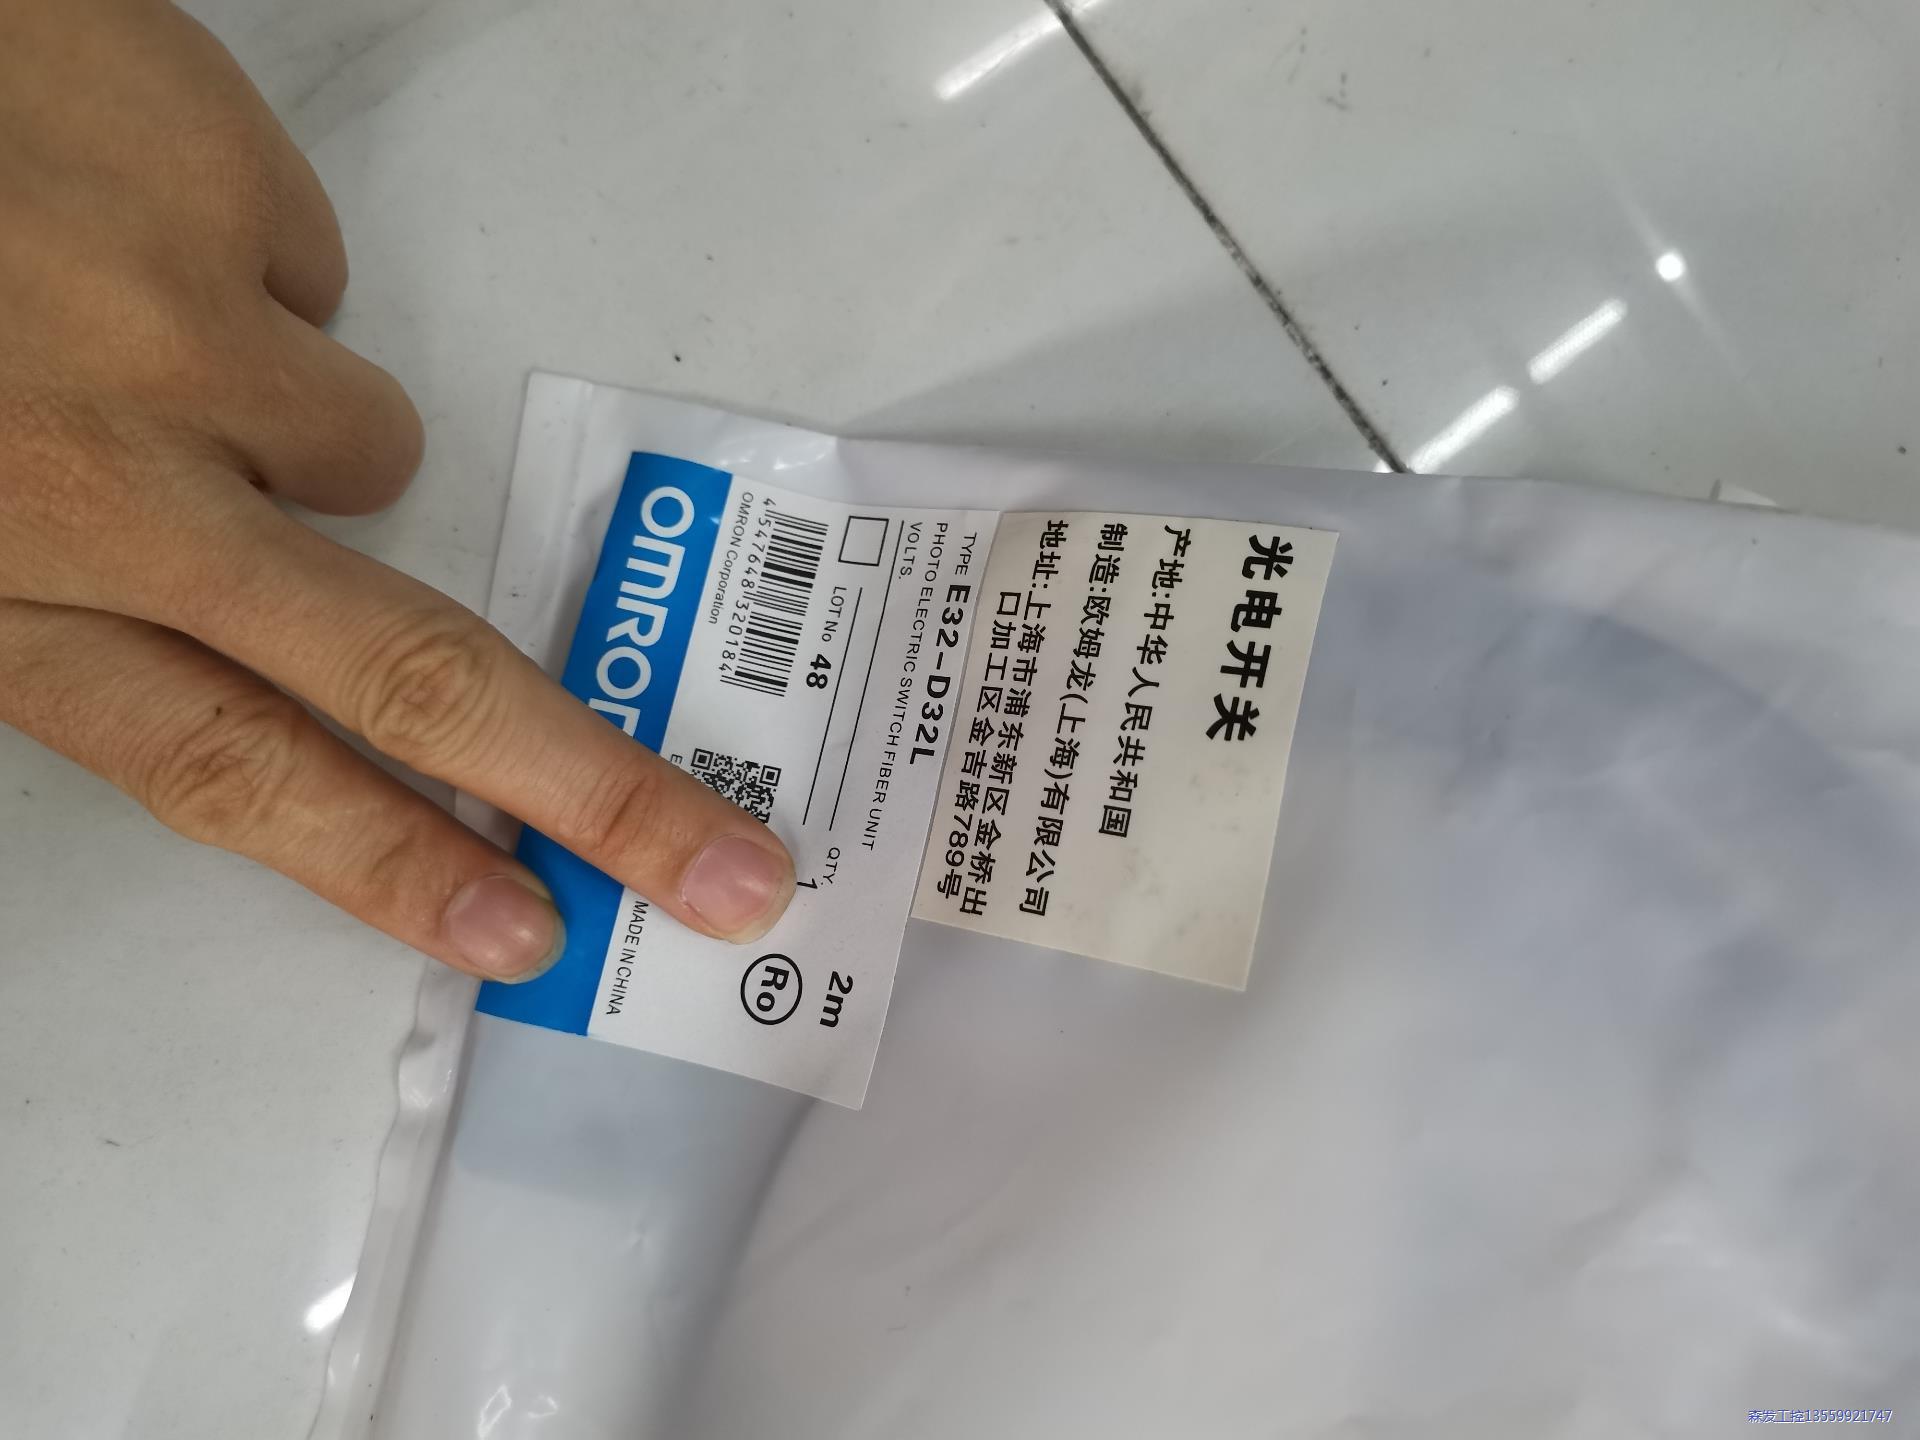 光电开关
产地:中华人民共和国
制造:欧姆龙(上海)有限公司
地址:上海市浦东新区金桥出
口加工区金吉路789号
TYPE E32-D32L
PHOTO ELECTRIC SWITCH FIBER UNIT
VOLTS.
2m
LOT No 48
QTY. 1
Ro
4547648320184
OMRON Corporation
MADE IN CHINA
OMRON
森发工控13559921747